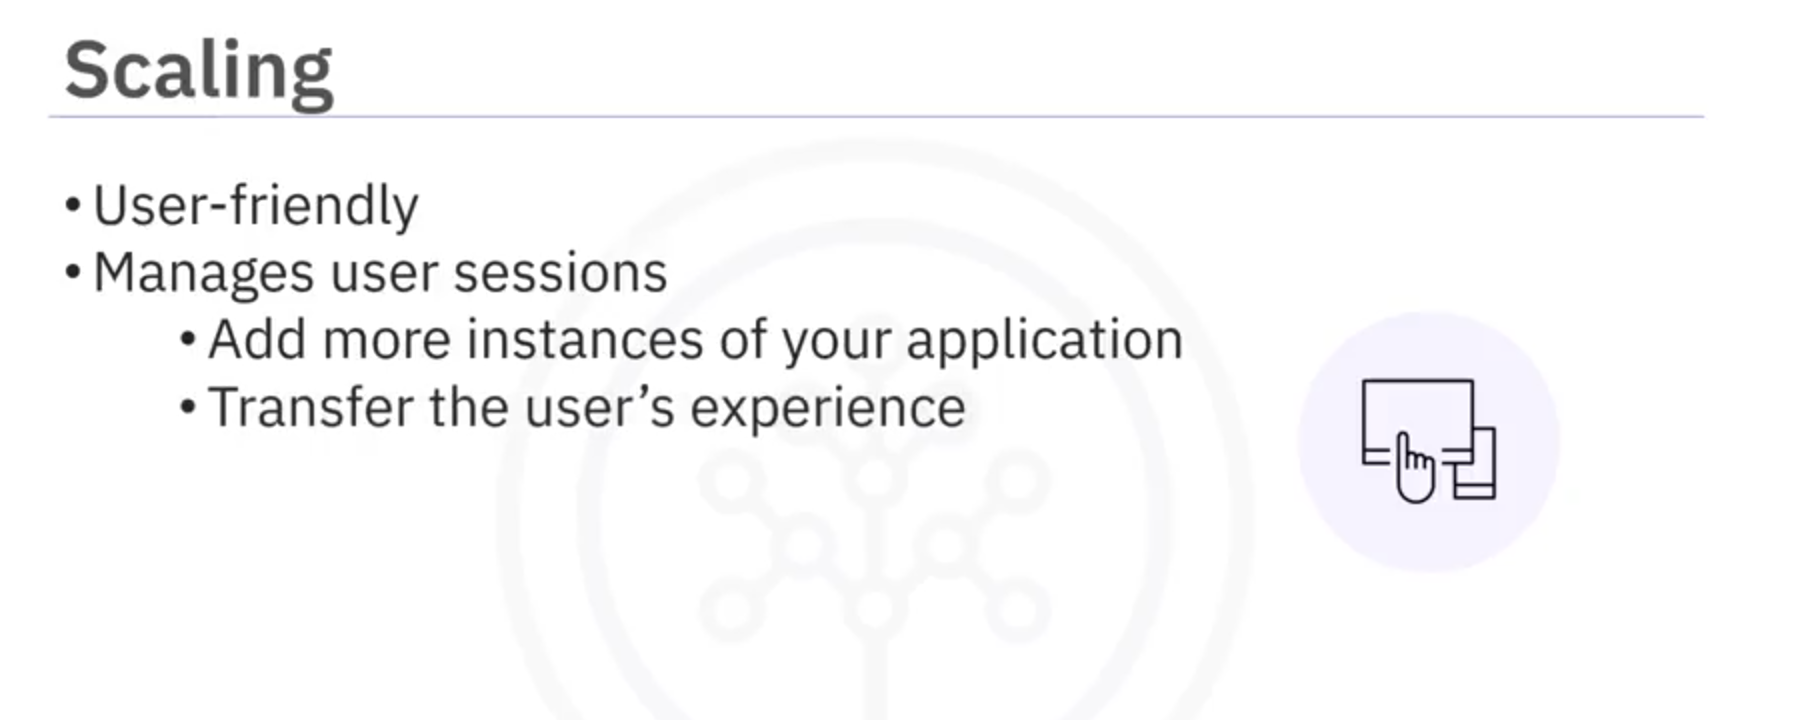 Scaling
• User-friendly
• Manages user sessions
• Add more instances of your application
• Transfer the user’s experience